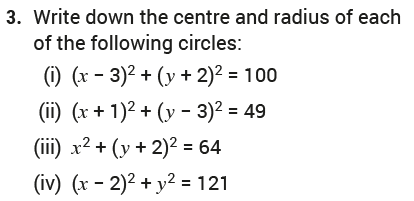 3. Write down the centre and radius of each
of the following circles:
(i) (x − 3)² + (y + 2)² = 100
(ii) (x + 1)² + (y − 3)² = 49
(iii) x² + (y + 2)² = 64
(iv) (x − 2)² + y² = 121